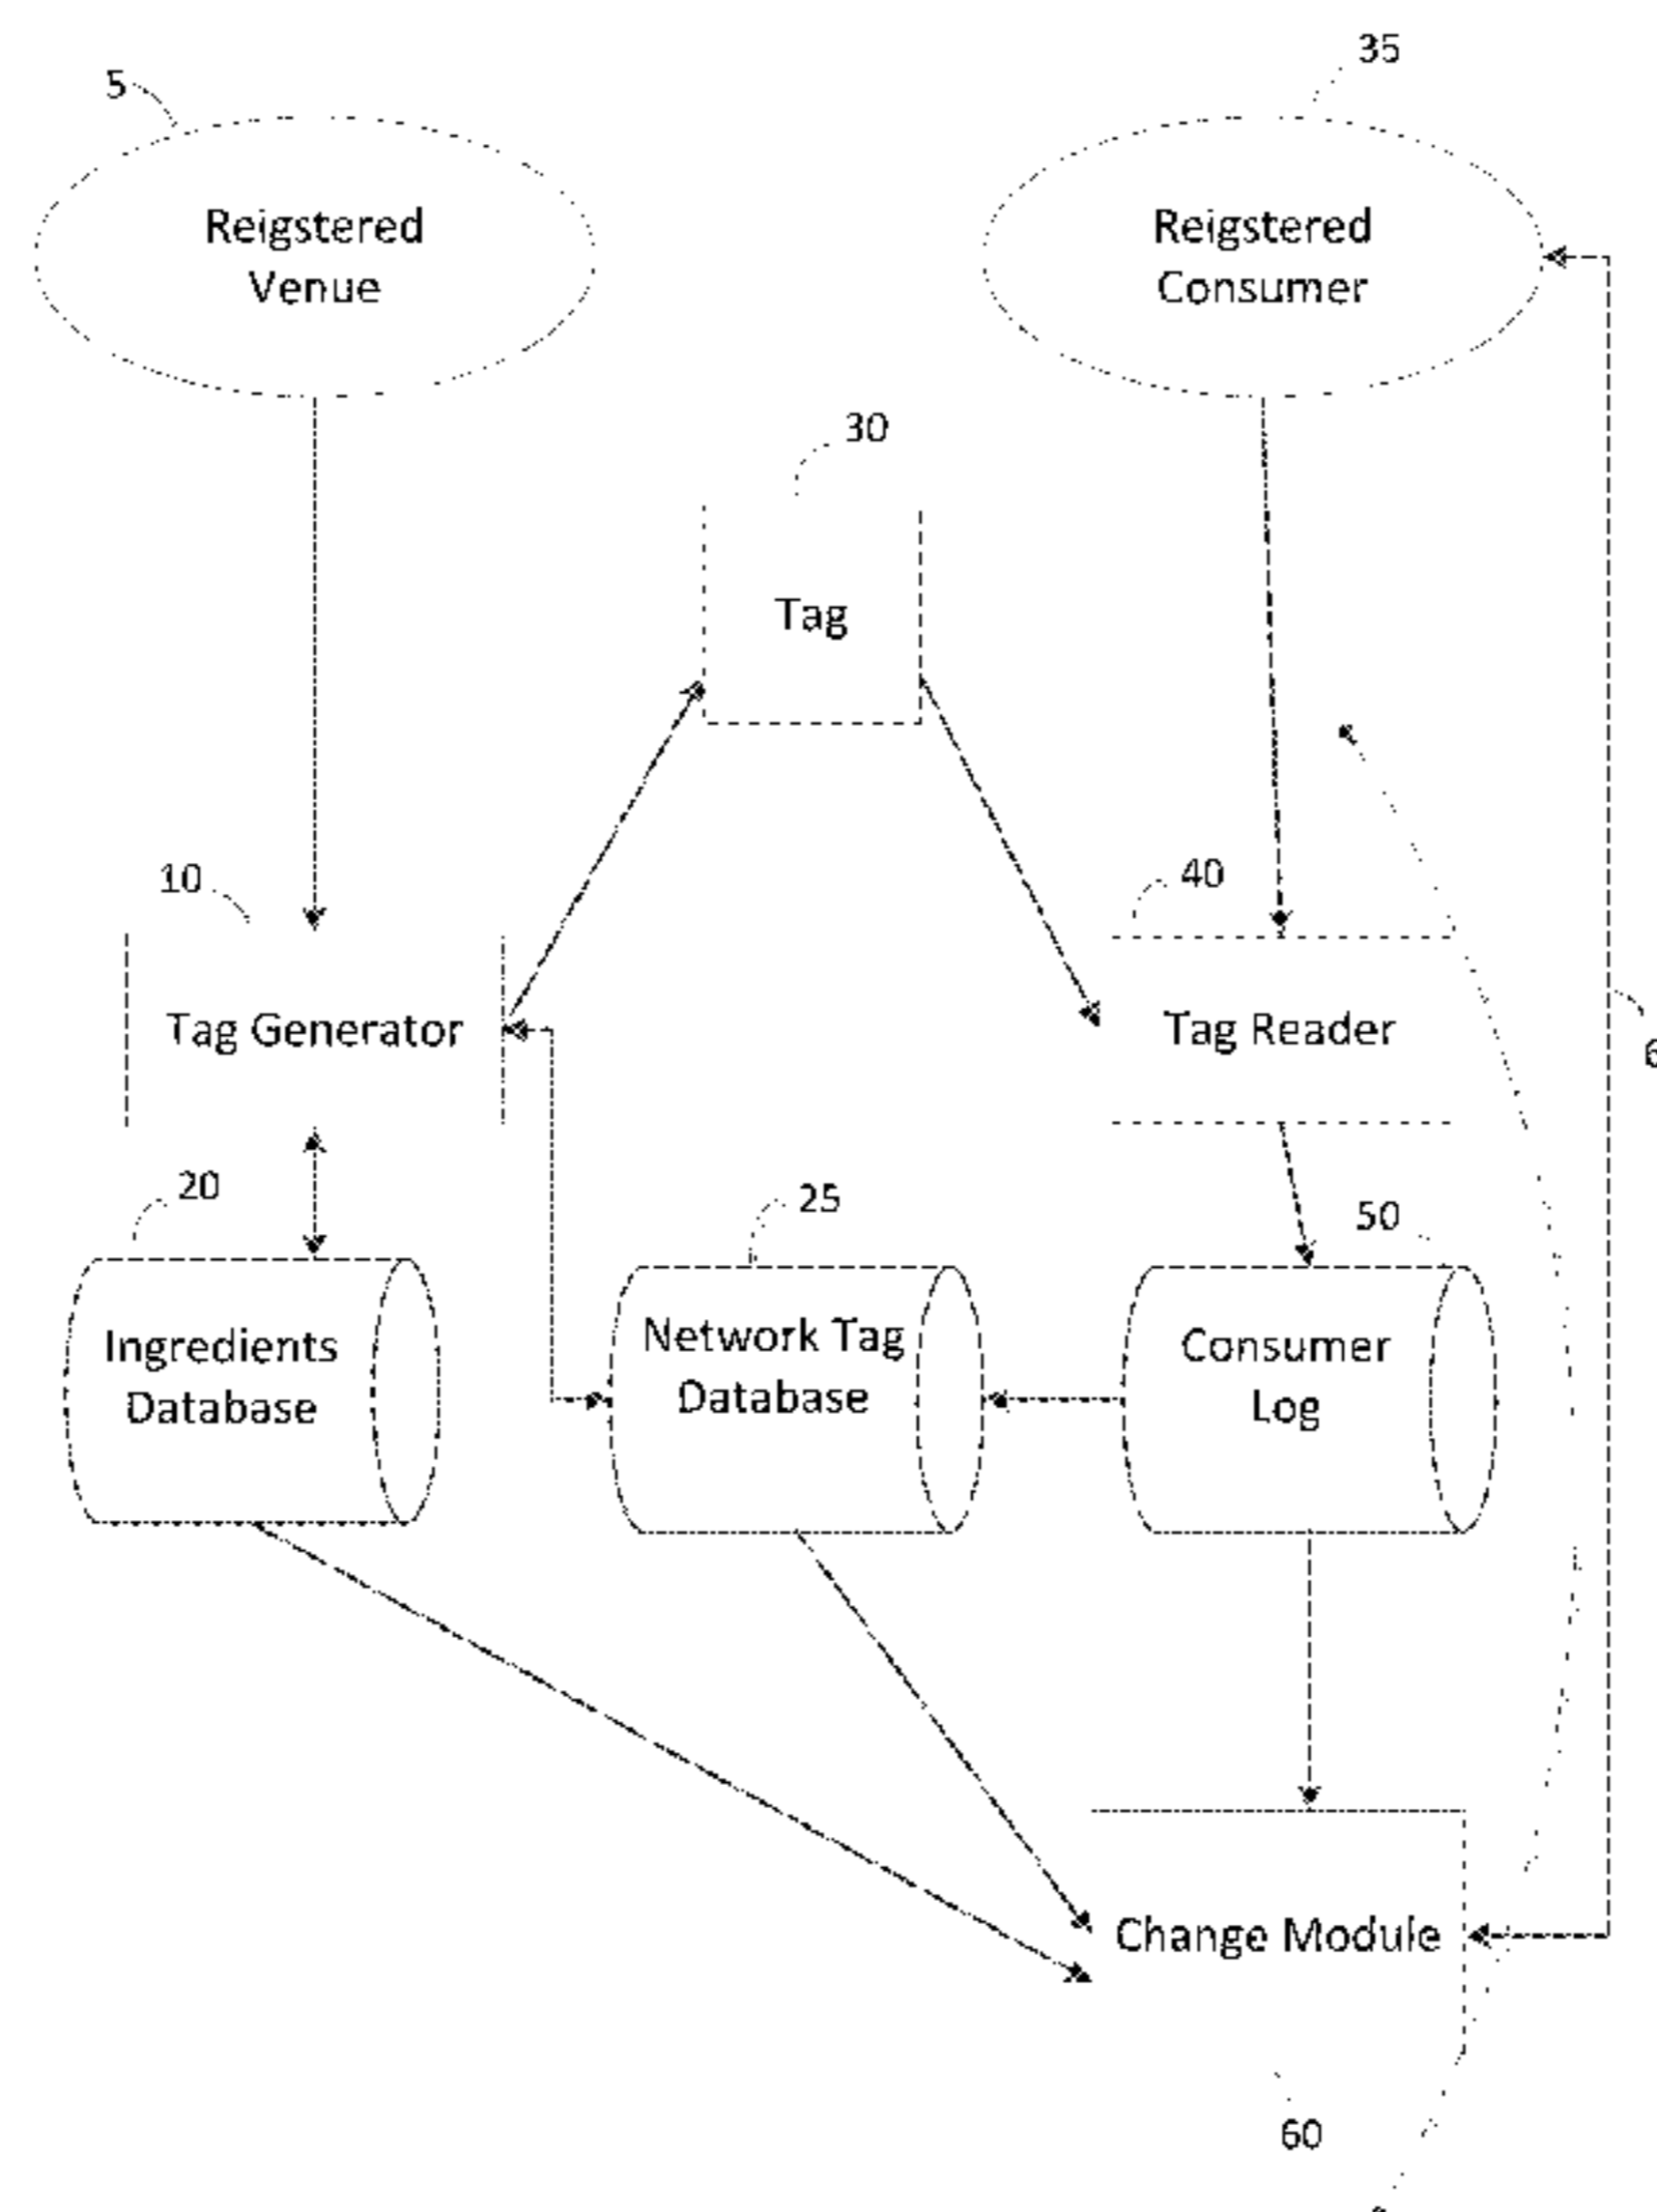 5
35
Reigstered
Venue
Reigstered
Consumer
30
Tag
10
40
Tag Generator
Tag Reader
6
20
25
50
Ingredients
Database
Network Tag
Database
Consumer
Log
Change Module
60